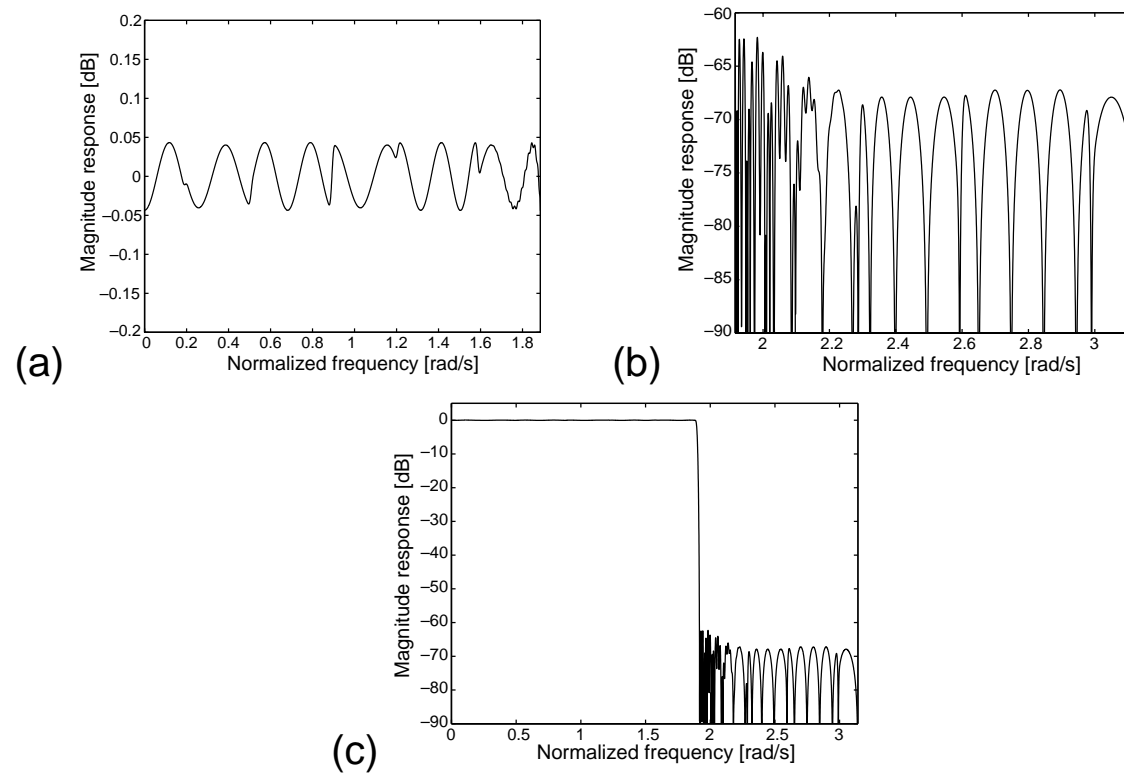 0.2
0.15
0.1
0.05
0
–0.05
–0.1
–0.15
–0.2
Magnitude response [dB]
0 0.2 0.4 0.6 0.8 1 1.2 1.4 1.6 1.8
Normalized frequency [rad/s]
(a)
–60
–65
–70
–75
–80
–85
–90
Magnitude response [dB]
2 2.2 2.4 2.6 2.8 3
Normalized frequency [rad/s]
(b)
0
–10
–20
–30
–40
–50
–60
–70
–80
–90
Magnitude response [dB]
0 0.5 1 1.5 2 2.5 3
Normalized frequency [rad/s]
(c)